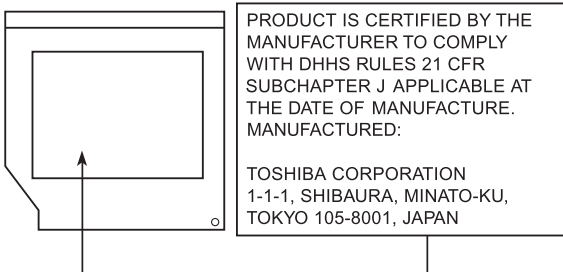 PRODUCT IS CERTIFIED BY THE
MANUFACTURER TO COMPLY
WITH DHHS RULES 21 CFR
SUBCHAPTER J APPLICABLE AT
THE DATE OF MANUFACTURE.
MANUFACTURED:
TOSHIBA CORPORATION
1-1-1, SHIBAURA, MINATO-KU,
TOKYO 105-8001, JAPAN